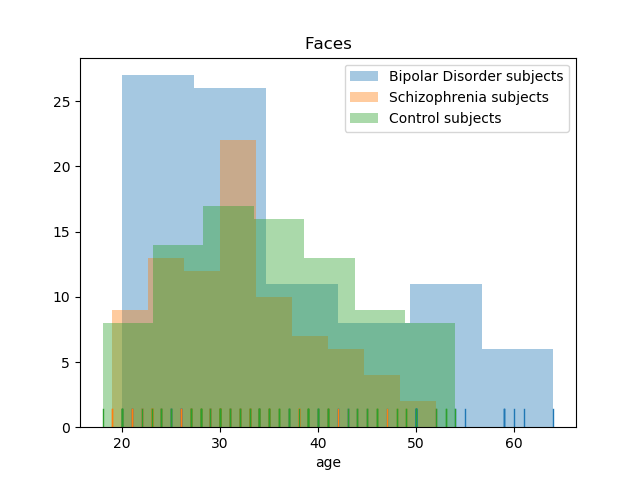 Faces
Bipolar Disorder subjects
Schizophrenia subjects
Control subjects
25
20
15
10
5
0
20 30 40 50 60
age